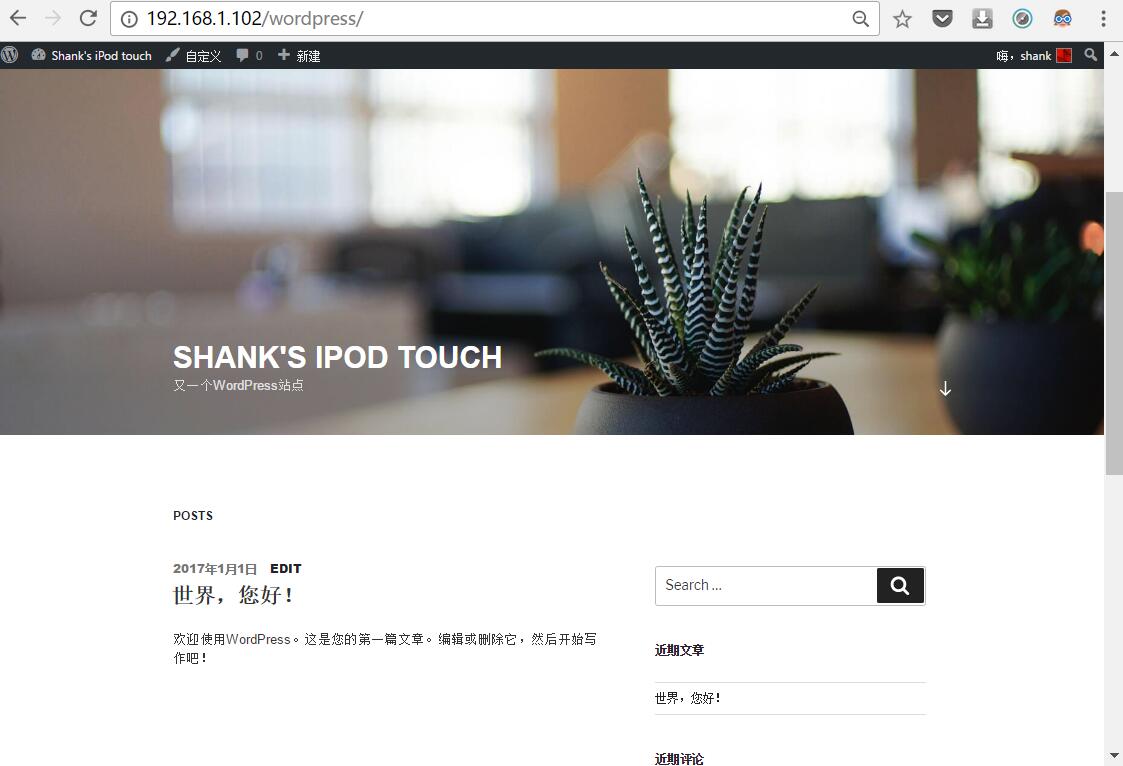 192.168.1.102/wordpress/
Shank's iPod touch 自定义 0 新建 嗨，shank
SHANK'S IPOD TOUCH
又一个WordPress站点
POSTS
2017年1月1日 EDIT
世界，您好！
欢迎使用WordPress。这是您的第一篇文章。编辑或删除它，然后开始写
作吧！
Search ...
近期文章
世界，您好！
近期评论